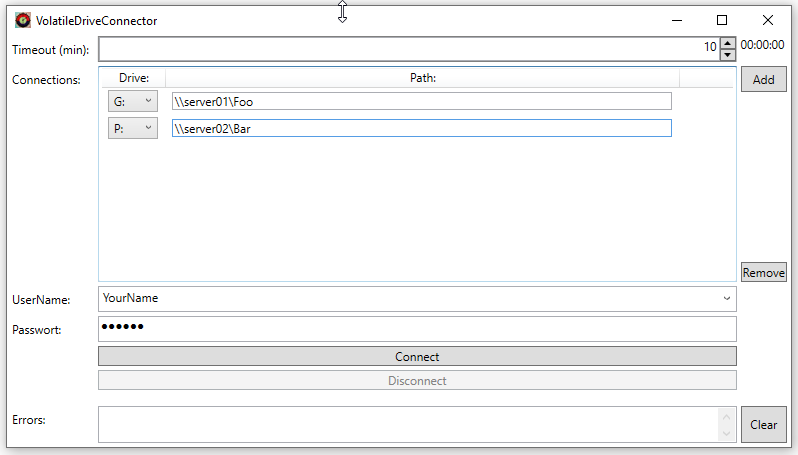 VolatileDriveConnector
Timeout (min): 10 00:00:00
Connections: Drive: Path: Add
G: \\server01\Foo
P: \\server02\Bar
Remove
UserName: YourName
Passwort: ••••••
Connect
Disconnect
Errors: Clear